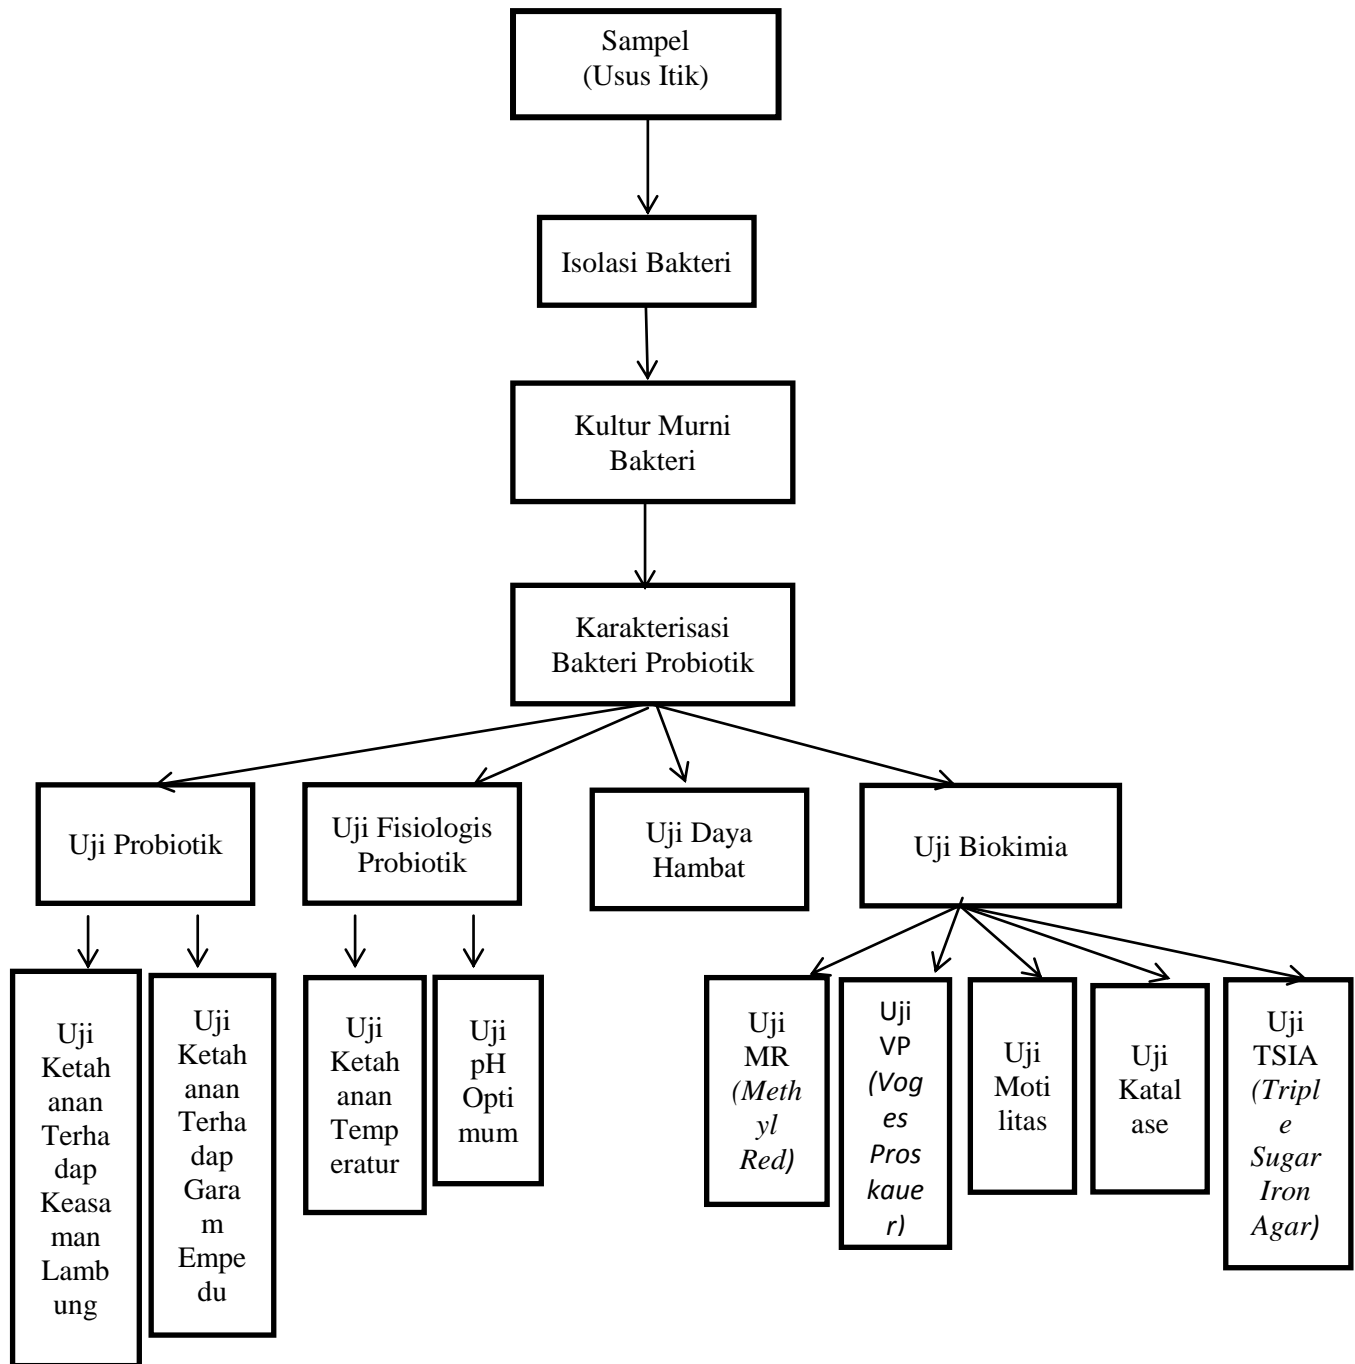 Sampel
(Usus Itik)
Isolasi Bakteri
Kultur Murni
Bakteri
Karakterisasi
Bakteri Probiotik
Uji Probiotik
Uji Fisiologis
Probiotik
Uji Daya
Hambat
Uji Biokimia
Uji
Ketah
anan
Terha
dap
Keasa
man
Lamb
ung
Uji
Ketah
anan
Terha
dap
Gara
m
Empe
du
Uji
Ketah
anan
Temp
eratur
Uji
pH
Opti
mum
Uji
MR
(Meth
yl
Red)
Uji
VP
(Vog
es
Pros
kaue
r)
Uji
Moti
litas
Uji
Katal
ase
Uji
TSIA
(Tripl
e
Sugar
Iron
Agar)